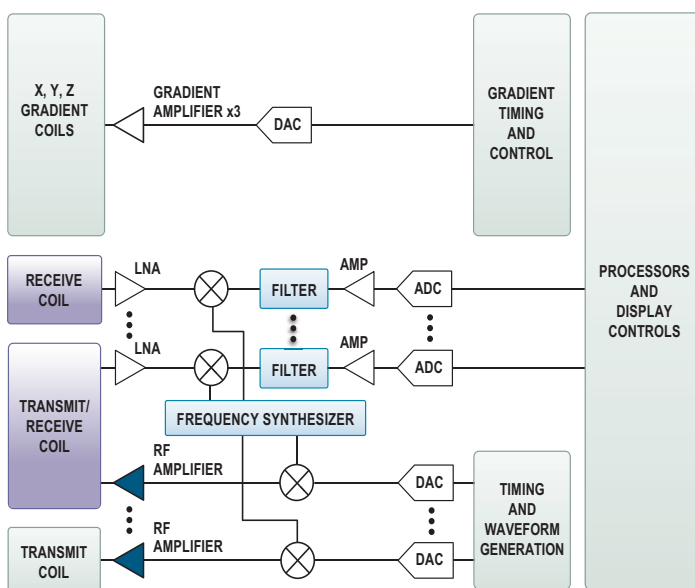 X, Y, Z
GRADIENT
COILS
GRADIENT
AMPLIFIER x3
DAC
GRADIENT
TIMING
AND
CONTROL
PROCESSORS
AND
DISPLAY
CONTROLS
RECEIVE
COIL
LNA
FILTER
AMP
ADC
LNA
FILTER
AMP
ADC
TRANSMIT/
RECEIVE
COIL
FREQUENCY SYNTHESIZER
RF
AMPLIFIER
DAC
TIMING
AND
WAVEFORM
GENERATION
TRANSMIT
COIL
RF
AMPLIFIER
DAC